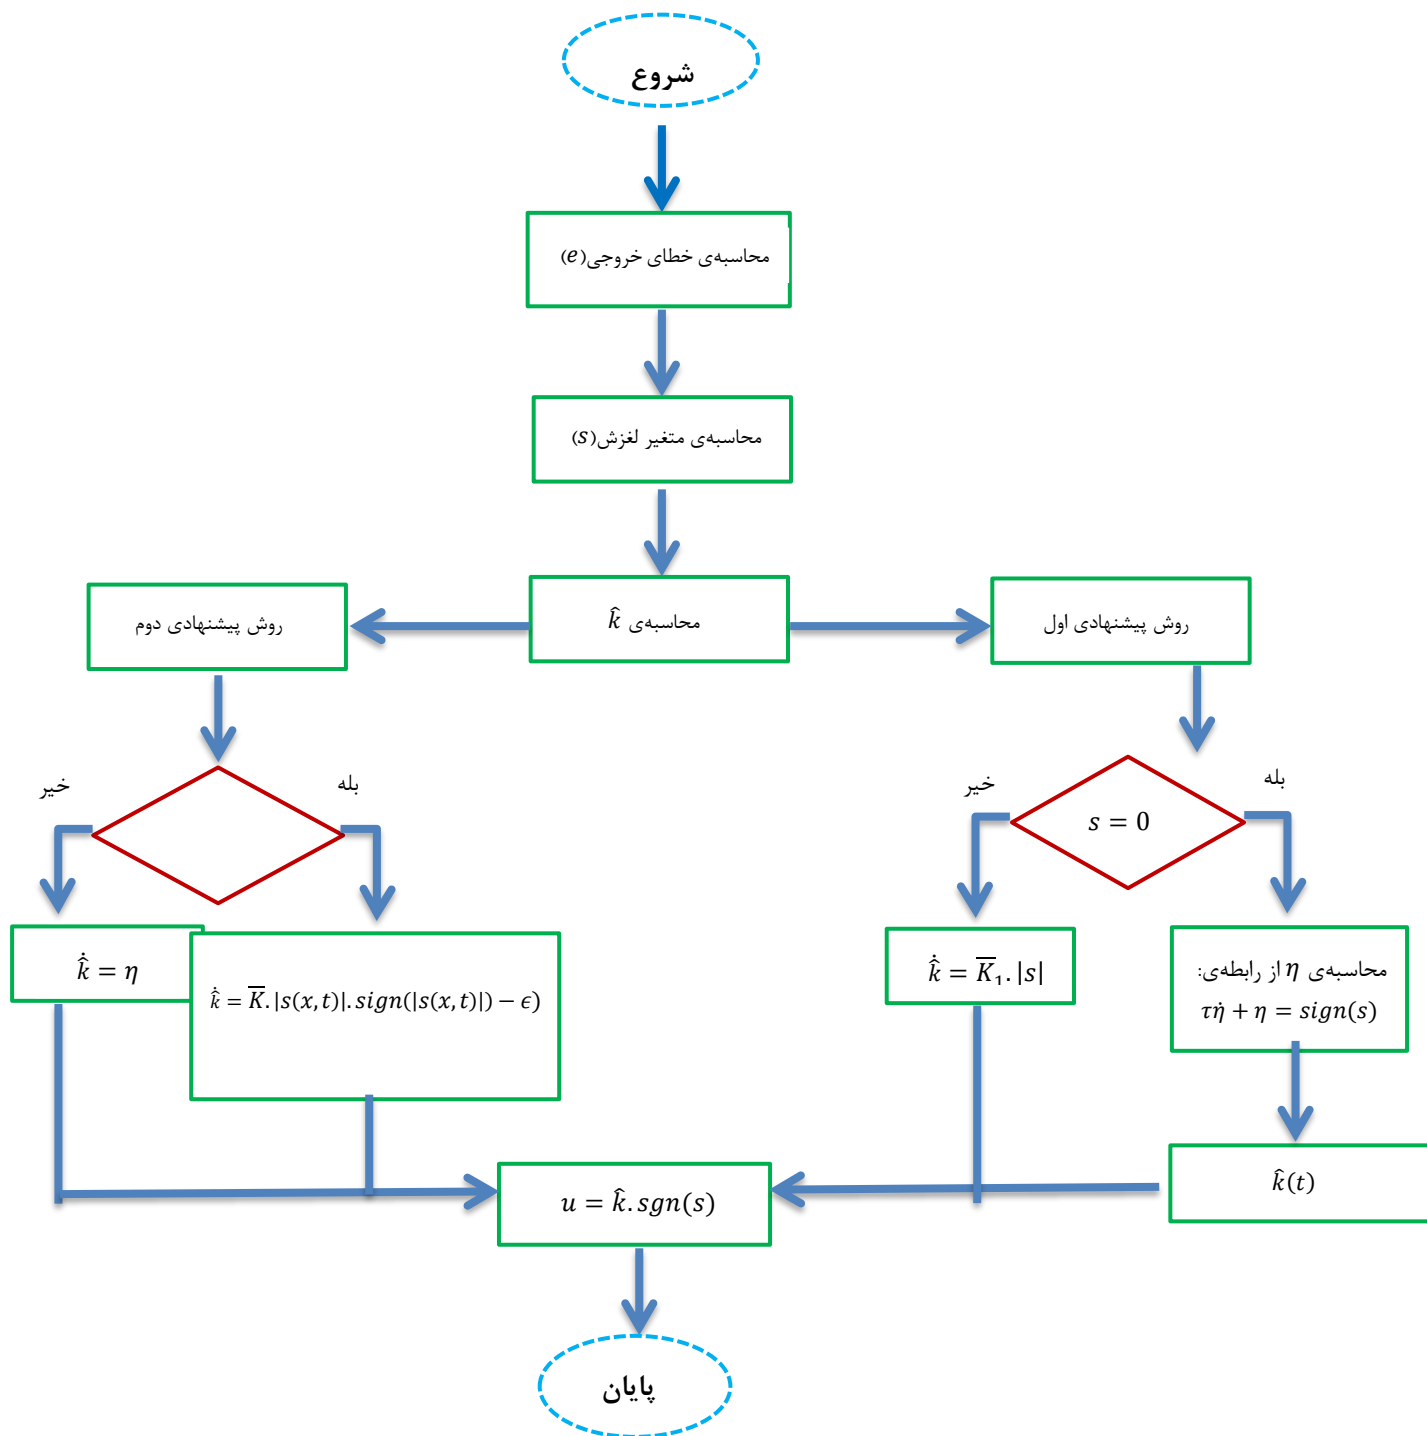 شروع
محاسبه‌ی خطای خروجی(e)
محاسبه‌ی متغیر لغزش(s)
محاسبه‌ی k̂
روش پیشنهادی اول
روش پیشنهادی دوم
بله
خیر
s = 0
بله
خیر
محاسبه‌ی η از رابطه‌ی:
τη̇ + η = sign(s)
k̂̇ = K̅₁.|s|
k̂̇ = K̅.|s(x,t)|.sign(|s(x,t)|) − ϵ)
k̂̇ = η
k̂(t)
u = k̂.sgn(s)
پایان